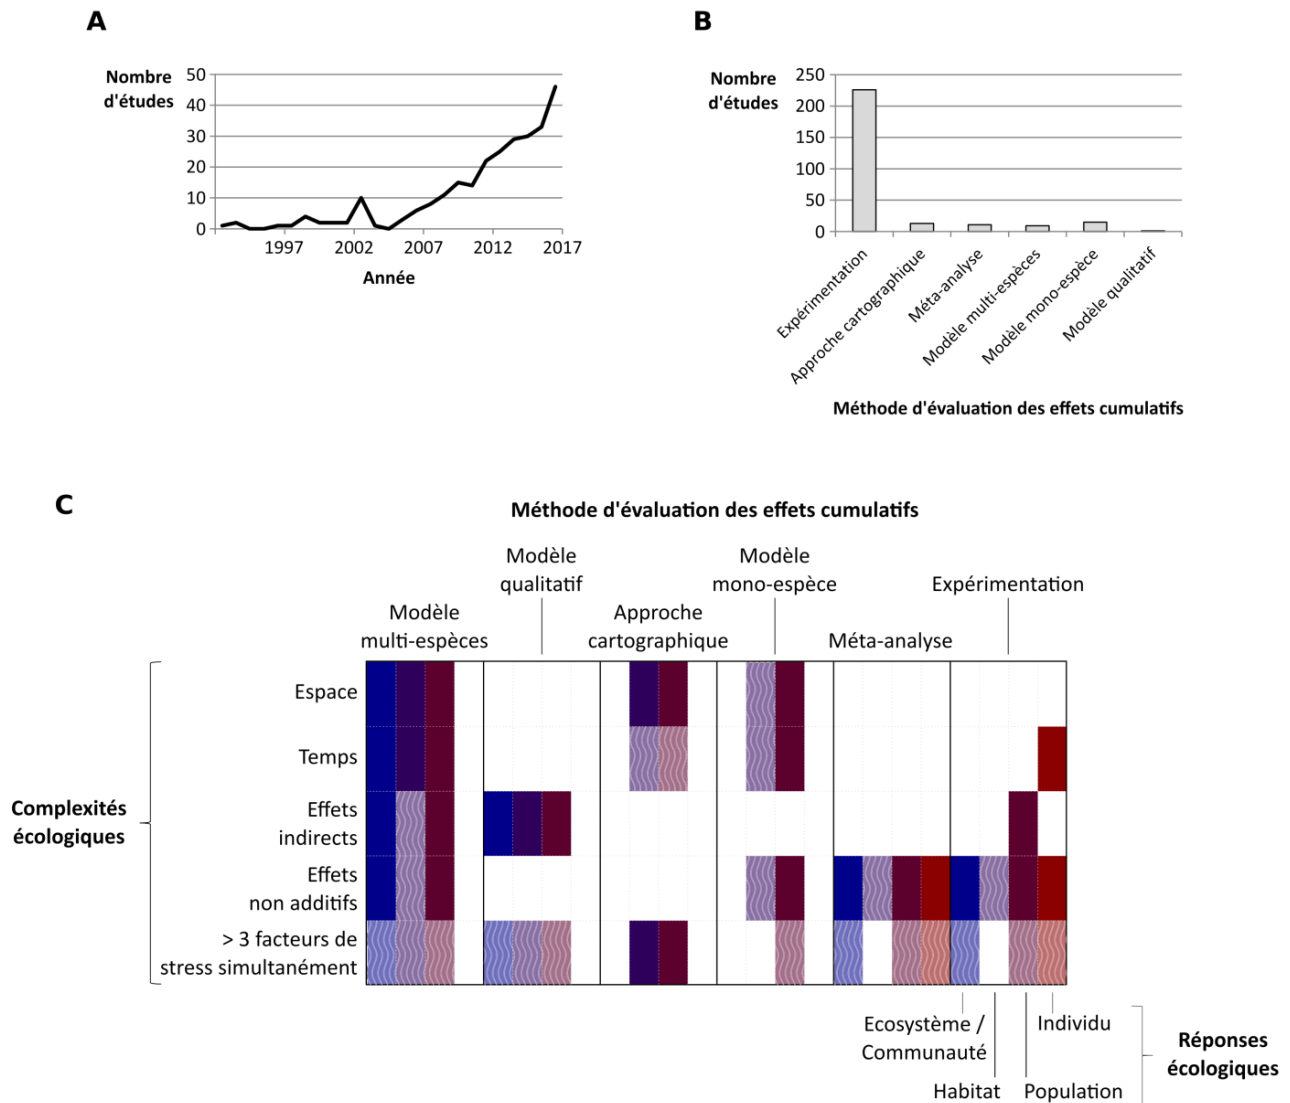 A
Nombre
d'études
50
40
30
20
10
0
1997
2002
2007
2012
2017
Année
B
Nombre
d'études
250
200
150
100
50
0
Expérimentation
Approche cartographique
Méta-analyse
Modèle multi-espèces
Modèle mono-espèce
Modèle qualitatif
Méthode d'évaluation des effets cumulatifs
C
Méthode d'évaluation des effets cumulatifs
Modèle
multi-espèces
Modèle
qualitatif
Approche
cartographique
Modèle
mono-espèce
Méta-analyse
Expérimentation
Complexités
écologiques
Espace
Temps
Effets
indirects
Effets
non additifs
> 3 facteurs de
stress simultanément
Ecosystème /
Communauté
Habitat
Population
Individu
Réponses
écologiques